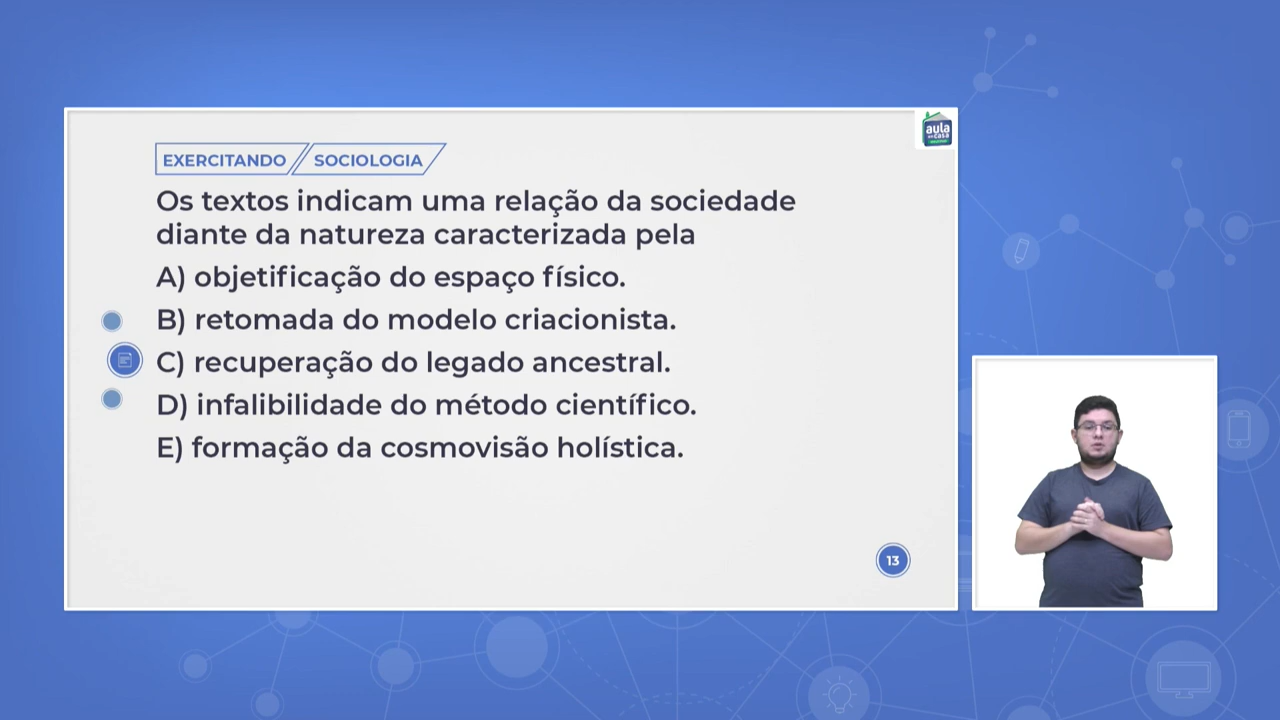 aula
em casa
EXERCITANDO SOCIOLOGIA
Os textos indicam uma relação da sociedade
diante da natureza caracterizada pela
A) objetificação do espaço físico.
B) retomada do modelo criacionista.
C) recuperação do legado ancestral.
D) infalibilidade do método científico.
E) formação da cosmovisão holística.
13